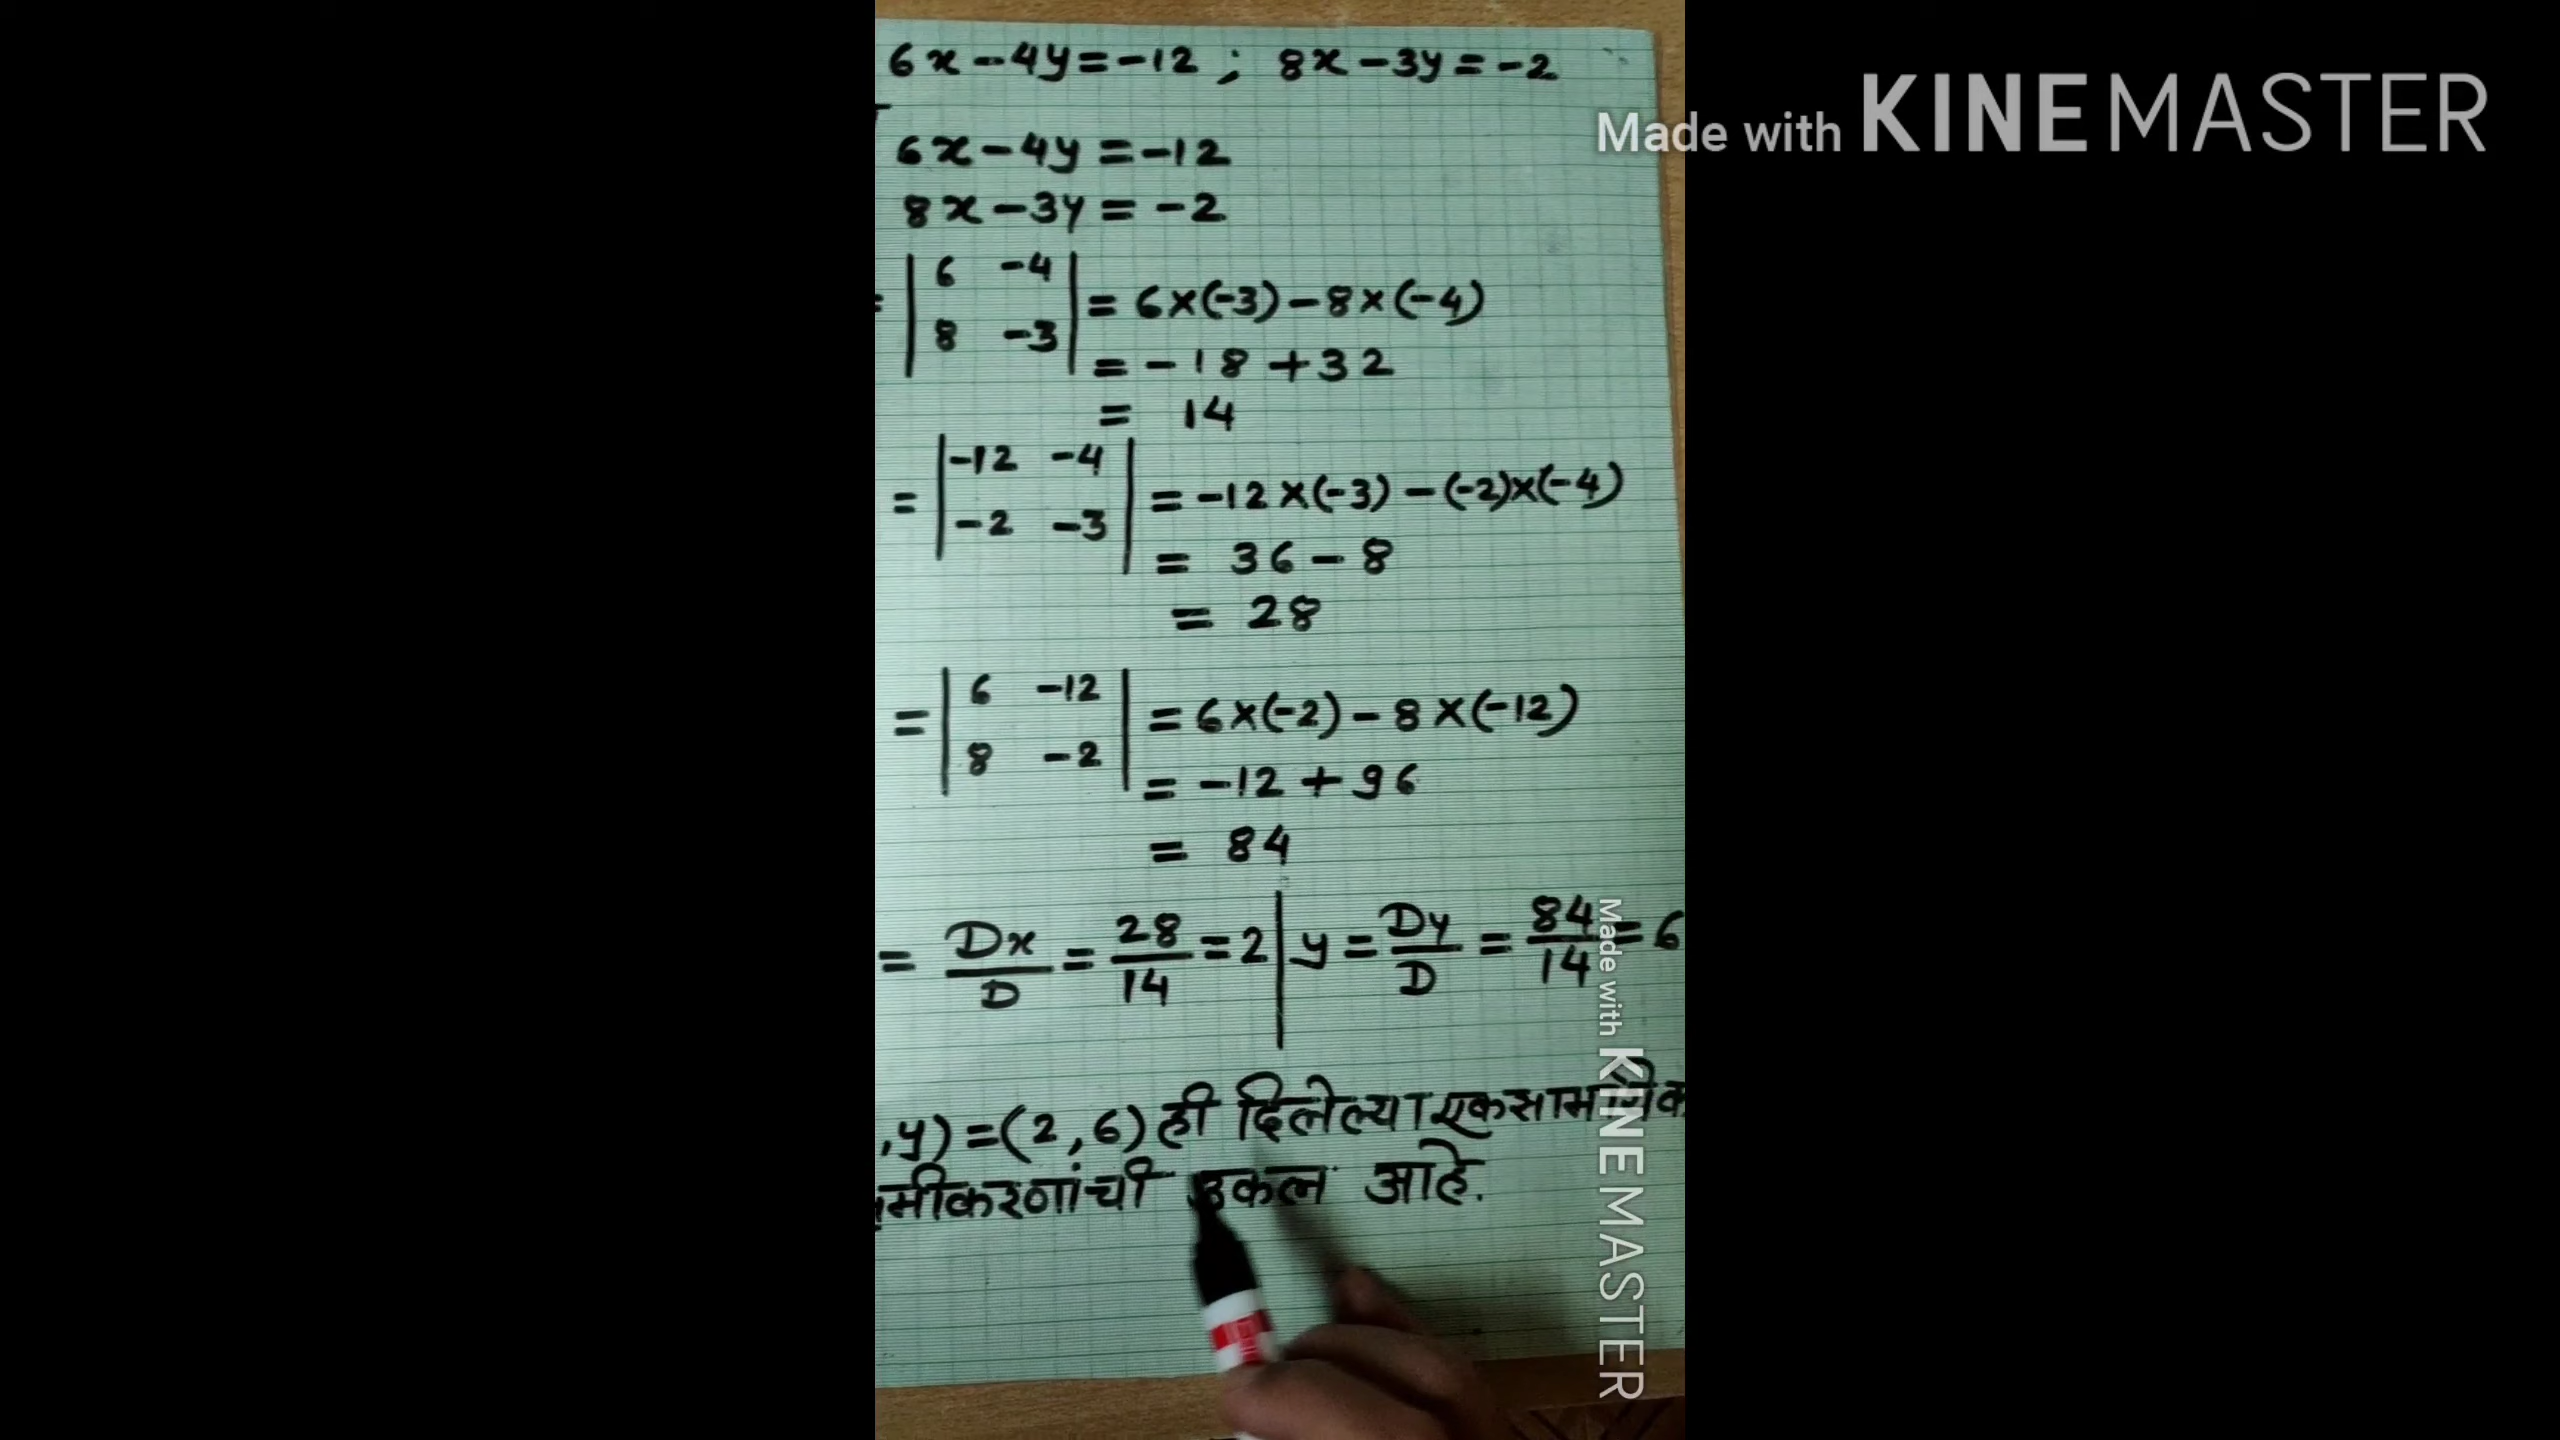 6x-4y=-12 ; 8x-3y=-2
Made with KINEMASTER
6x-4y=-12
8x-3y=-2
= | 6 -4 | = 6×(-3)-8×(-4)
| 8 -3 |
= -18+32
= 14
= | -12 -4 | = -12×(-3)-(-2)×(-4)
| -2 -3 |
= 36-8
= 28
= | 6 -12 | = 6×(-2)-8×(-12)
| 8 -2 |
= -12+96
= 84
= Dx/D = 28/14 = 2 | y = Dy/D = 84/14 = 6
,y)=(2,6) ही दिलेल्या
मीकरणांची उकल आहे.
Made with KINEMASTER